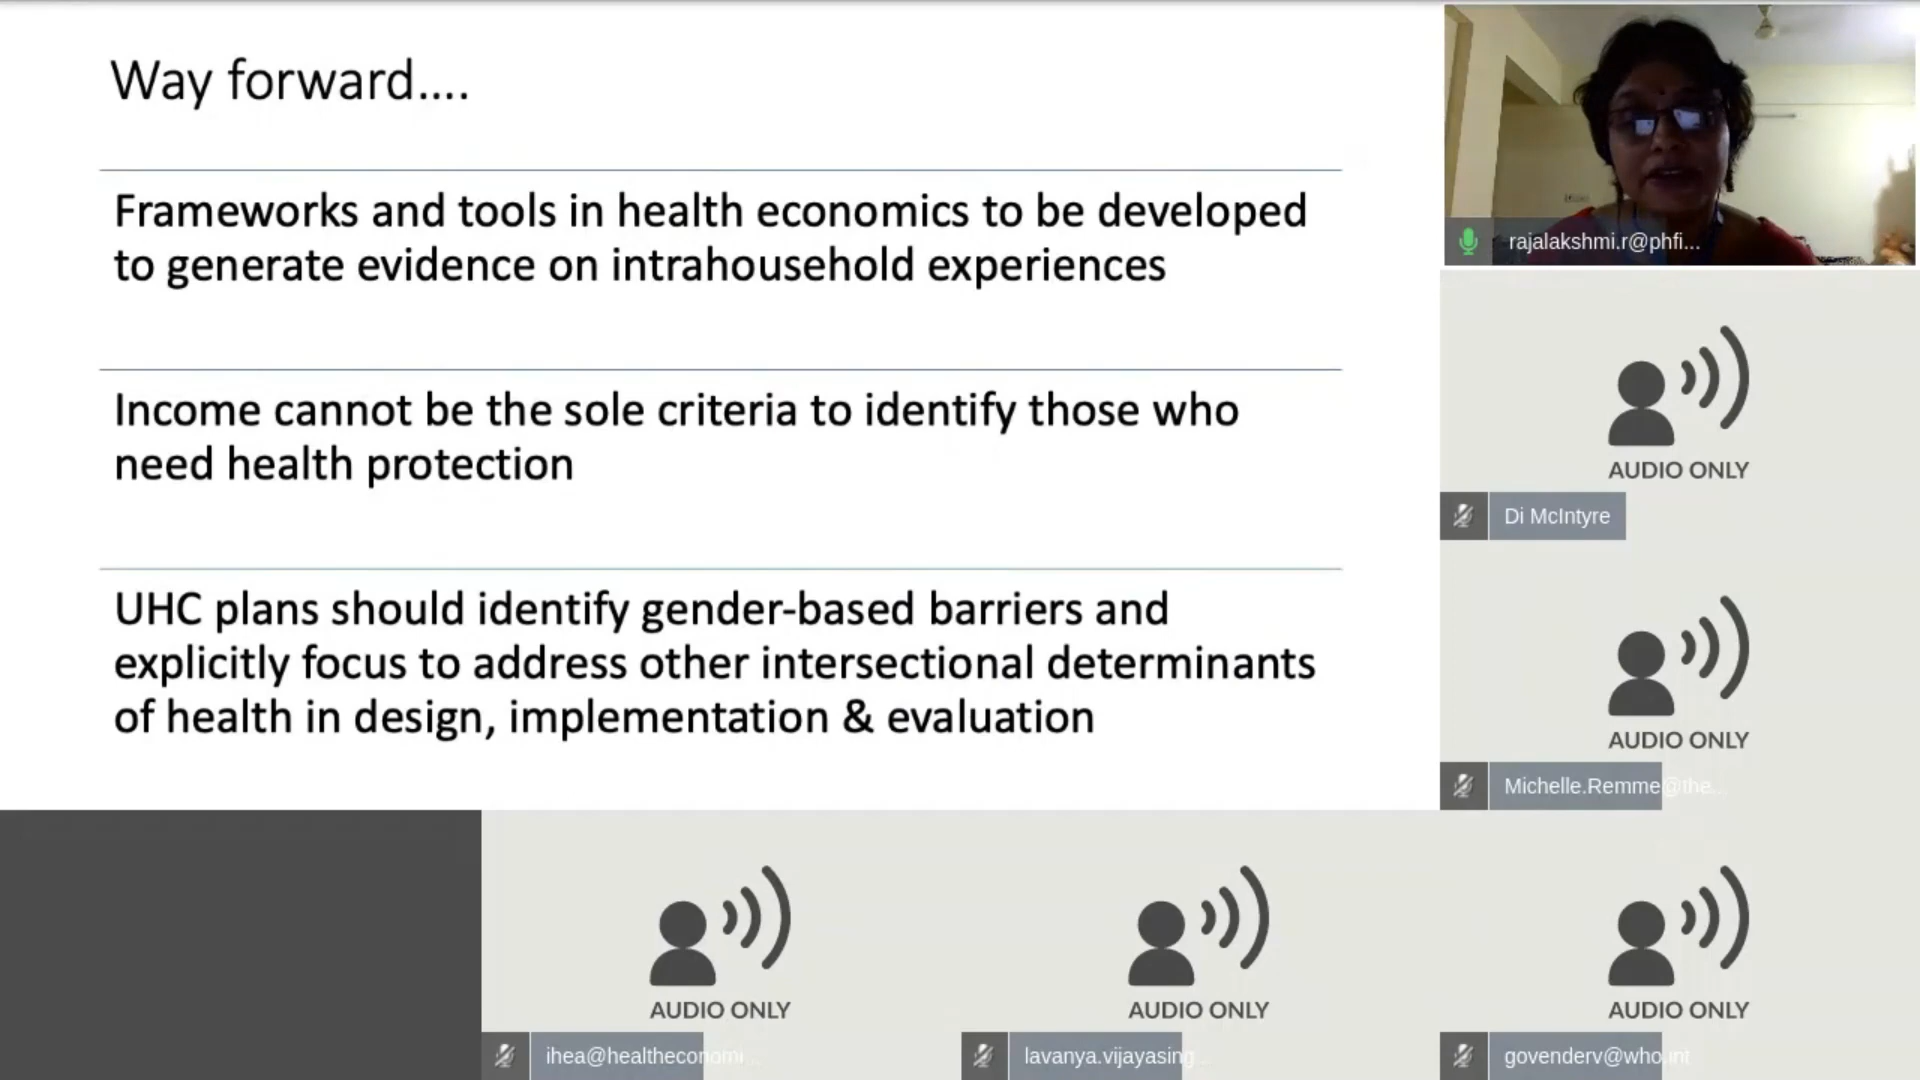 Way forward....
Frameworks and tools in health economics to be developed
to generate evidence on intrahousehold experiences
Income cannot be the sole criteria to identify those who
need health protection
UHC plans should identify gender-based barriers and
explicitly focus to address other intersectional determinants
of health in design, implementation & evaluation
rajalakshmi.r@phfi...
AUDIO ONLY
Di McIntyre
AUDIO ONLY
Michelle.Remme@the...
AUDIO ONLY
ihea@healtheconomi...
AUDIO ONLY
lavanya.vijayasing...
AUDIO ONLY
govenderv@who.int